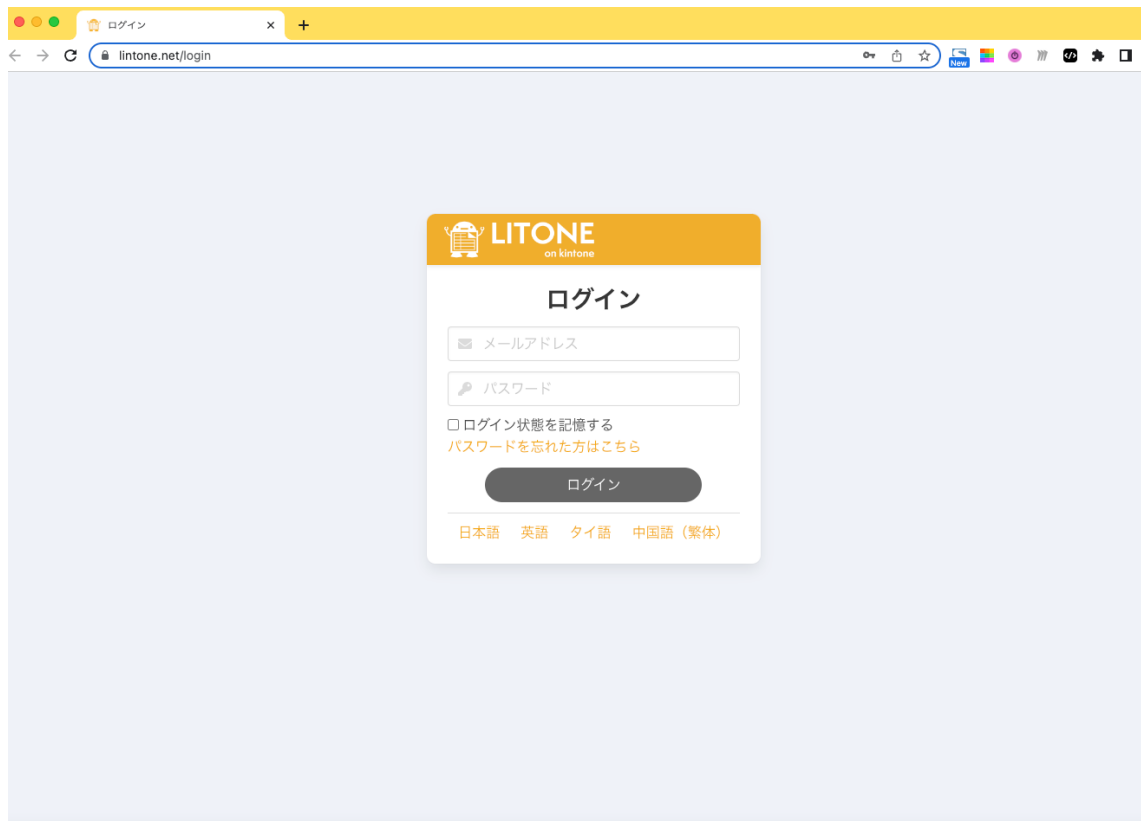 ログイン
lintone.net/login
New
LITONE
on kintone
ログイン
メールアドレス
パスワード
ログイン状態を記憶する
パスワードを忘れた方はこちら
ログイン
日本語 英語 タイ語 中国語（繁体）